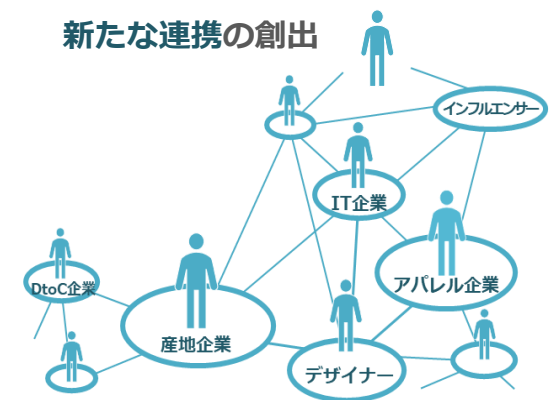 新たな連携の創出
インフルエンサー
IT企業
アパレル企業
DtoC企業
産地企業
デザイナー